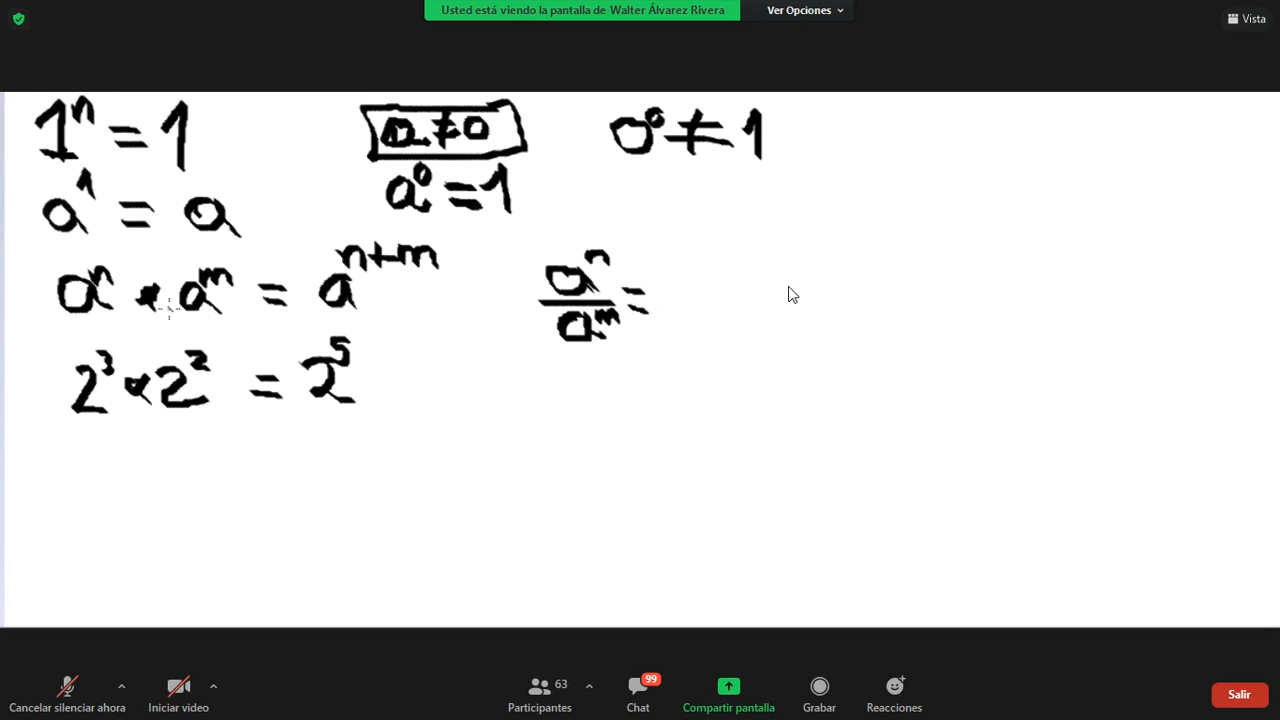 Usted está viendo la pantalla de Walter Álvarez Rivera Ver Opciones
Vista
1ⁿ = 1 a ≠ 0 0⁰ ≠ 1
a¹ = a a⁰ = 1
aⁿ • aᵐ = aⁿ⁺ᵐ aⁿ/aᵐ =
2³ • 2² = 2⁵
63 99
Cancelar silenciar ahora Iniciar video Participantes Chat Compartir pantalla Grabar Reacciones Salir